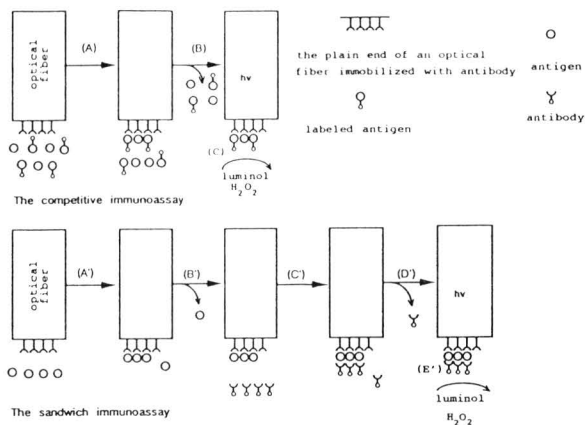 optical
fiber
(A)
(B)
hν
(C)
luminol
H2O2
the plain end of an optical
fiber immobilized with antibody
antigen
labeled antigen
antibody
The competitive immunoassay
optical
fiber
(A')
(B')
(C')
(D')
hν
(E')
luminol
H2O2
The sandwich immunoassay